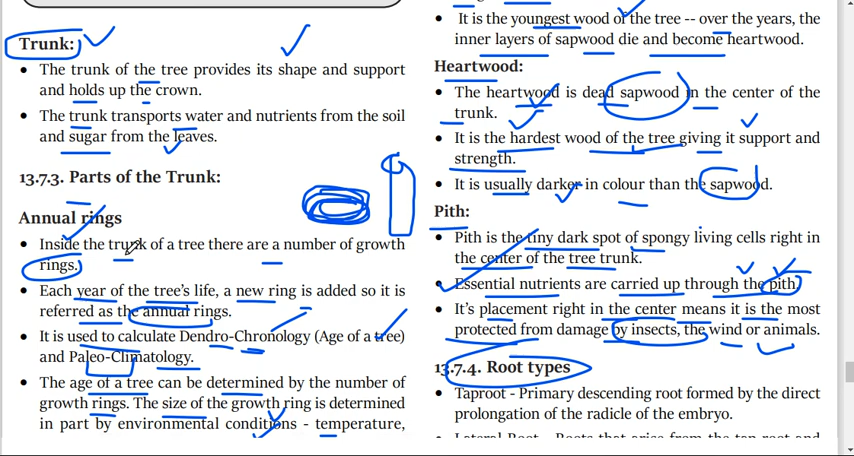 Trunk:
• The trunk of the tree provides its shape and support
and holds up the crown.
• The trunk transports water and nutrients from the soil
and sugar from the leaves.
13.7.3. Parts of the Trunk:
Annual rings
• Inside the trunk of a tree there are a number of growth
rings.
• Each year of the tree's life, a new ring is added so it is
referred as the annual rings.
• It is used to calculate Dendro-Chronology (Age of a tree)
and Paleo-Climatology.
• The age of a tree can be determined by the number of
growth rings. The size of the growth ring is determined
in part by environmental conditions - temperature,
• It is the youngest wood of the tree -- over the years, the
inner layers of sapwood die and become heartwood.
Heartwood:
• The heartwood is dead sapwood in the center of the
trunk.
• It is the hardest wood of the tree giving it support and
strength.
• It is usually darker in colour than the sapwood.
Pith:
• Pith is the tiny dark spot of spongy living cells right in
the center of the tree trunk.
• Essential nutrients are carried up through the pith.
• It's placement right in the center means it is the most
protected from damage by insects, the wind or animals.
13.7.4. Root types
• Taproot - Primary descending root formed by the direct
prolongation of the radicle of the embryo.
• Lateral Root - Roots that arise from the tap root and